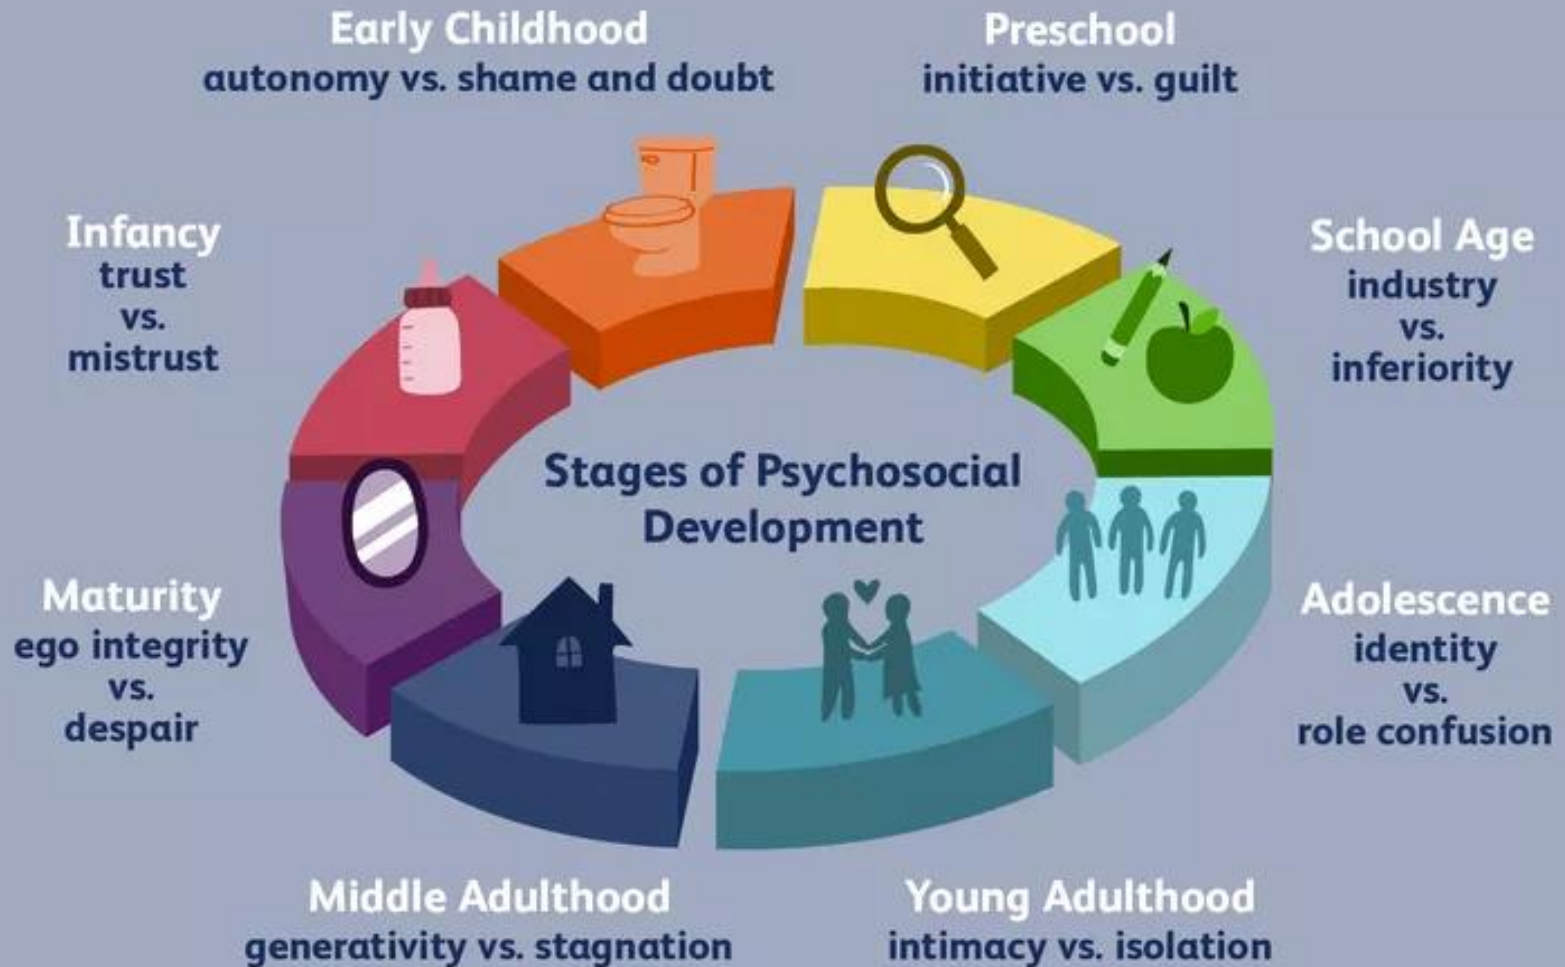 Early Childhood
autonomy vs. shame and doubt
Preschool
initiative vs. guilt
Infancy
trust
vs.
mistrust
School Age
industry
vs.
inferiority
Stages of Psychosocial
Development
Maturity
ego integrity
vs.
despair
Adolescence
identity
vs.
role confusion
Middle Adulthood
generativity vs. stagnation
Young Adulthood
intimacy vs. isolation